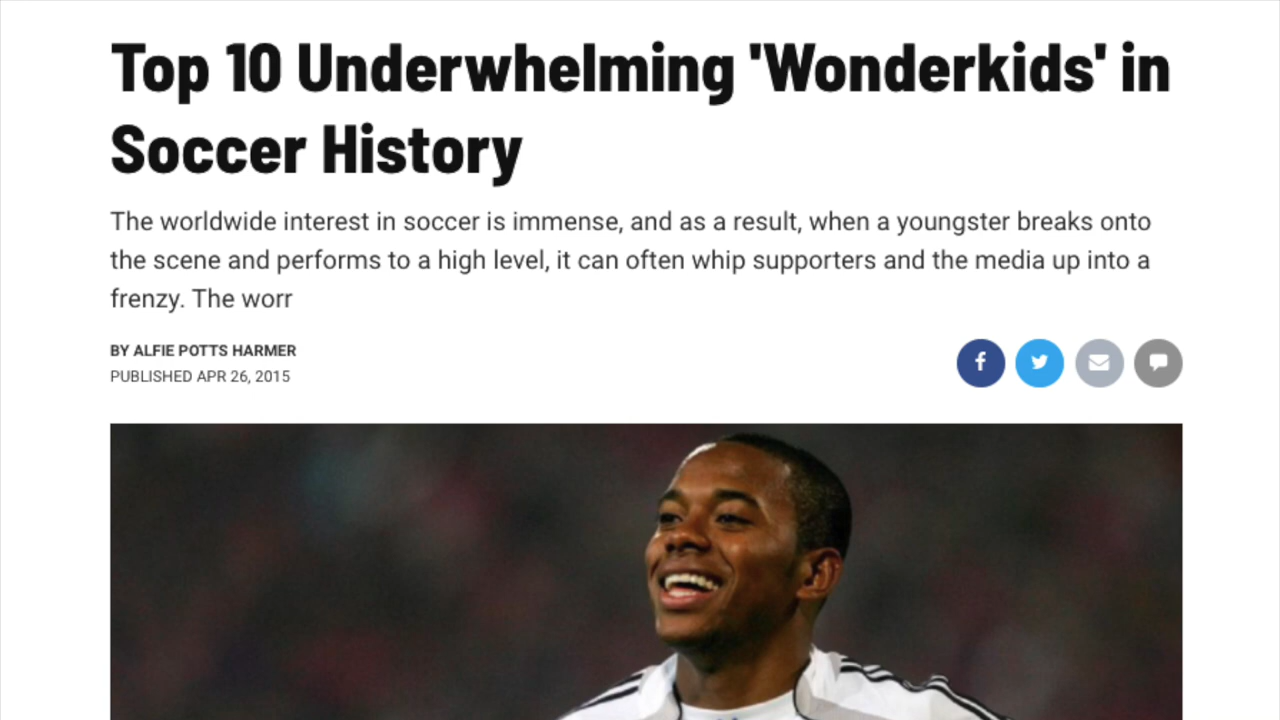 Top 10 Underwhelming 'Wonderkids' in
Soccer History
The worldwide interest in soccer is immense, and as a result, when a youngster breaks onto
the scene and performs to a high level, it can often whip supporters and the media up into a
frenzy. The worr
BY ALFIE POTTS HARMER
PUBLISHED APR 26, 2015